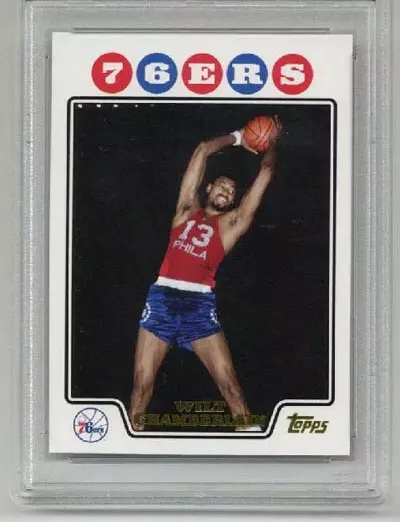 76ERS
13
PHILA
WILT
CHAMBERLAIN
76ers
Topps